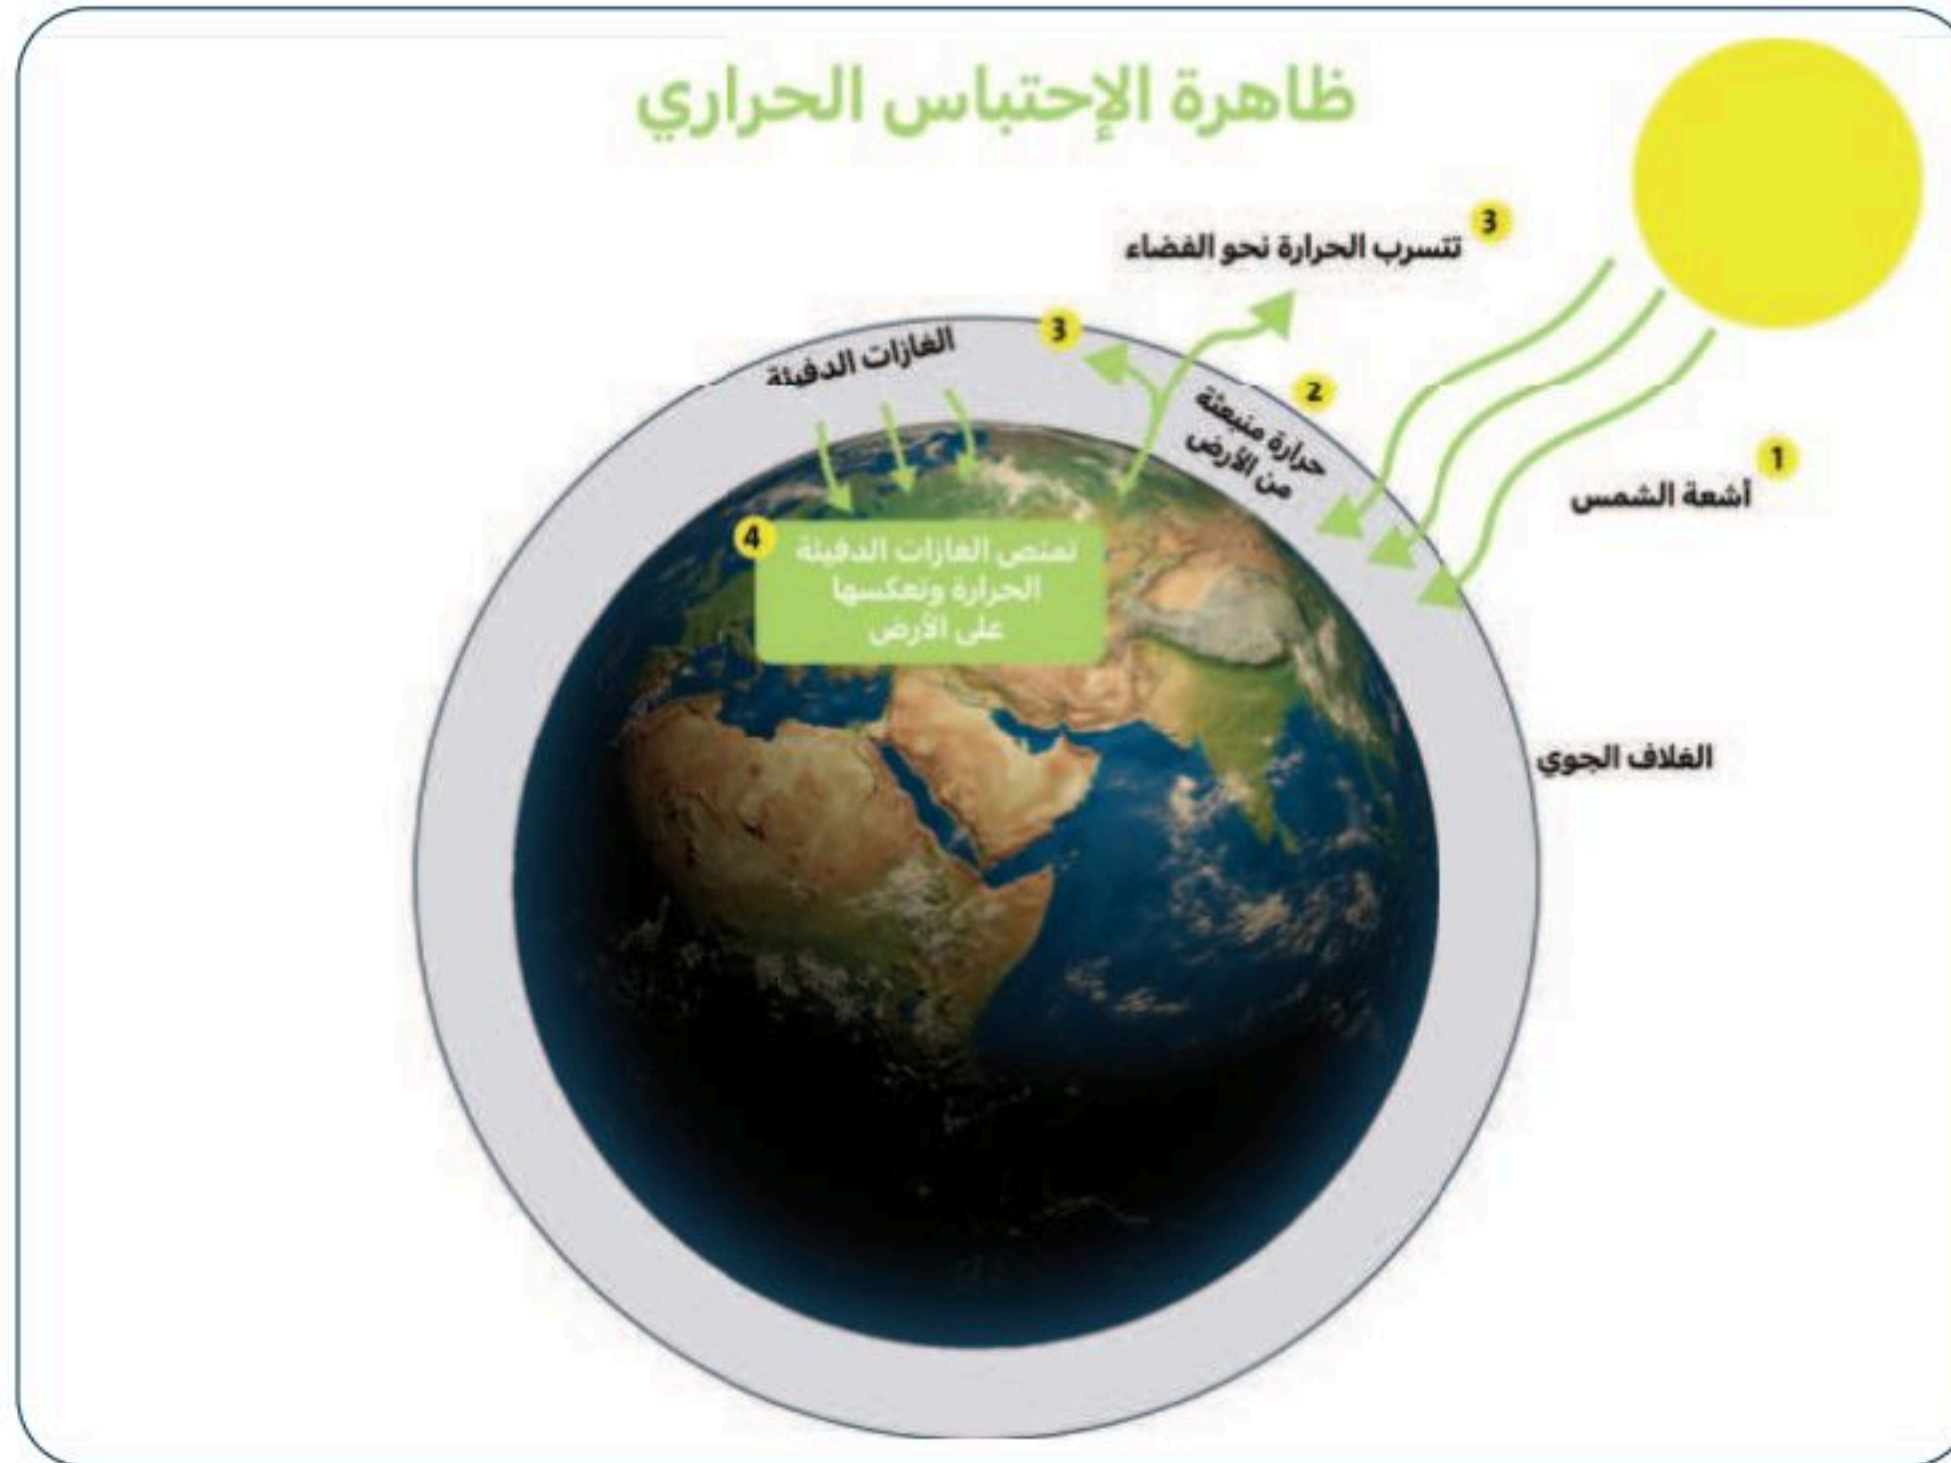 ظاهرة الإحتباس الحراري
3
تتسرب الحرارة نحو الفضاء
3
الغازات الدفيئة
2
حرارة منبعثة
من الأرض
1
أشعة الشمس
4
تمتص الغازات الدفيئة
الحرارة وتعكسها
على الأرض
الغلاف الجوي